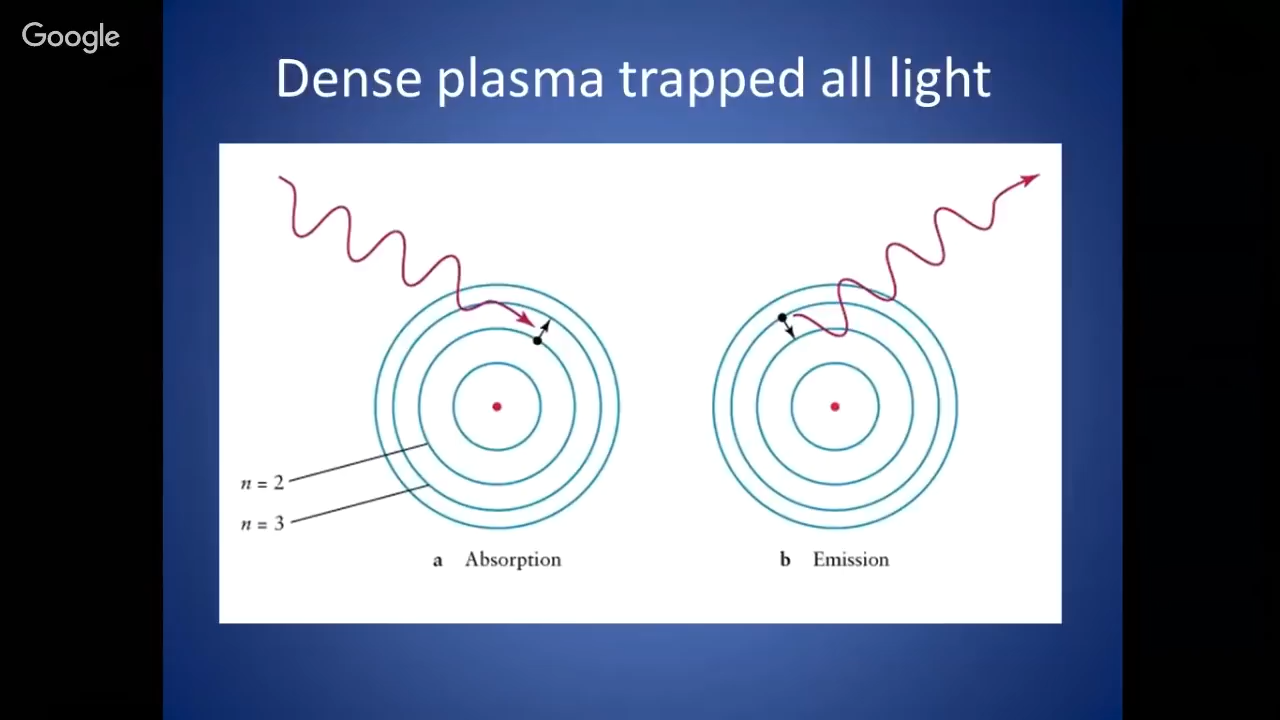 Google
Dense plasma trapped all light
n = 2
n = 3
a Absorption
b Emission